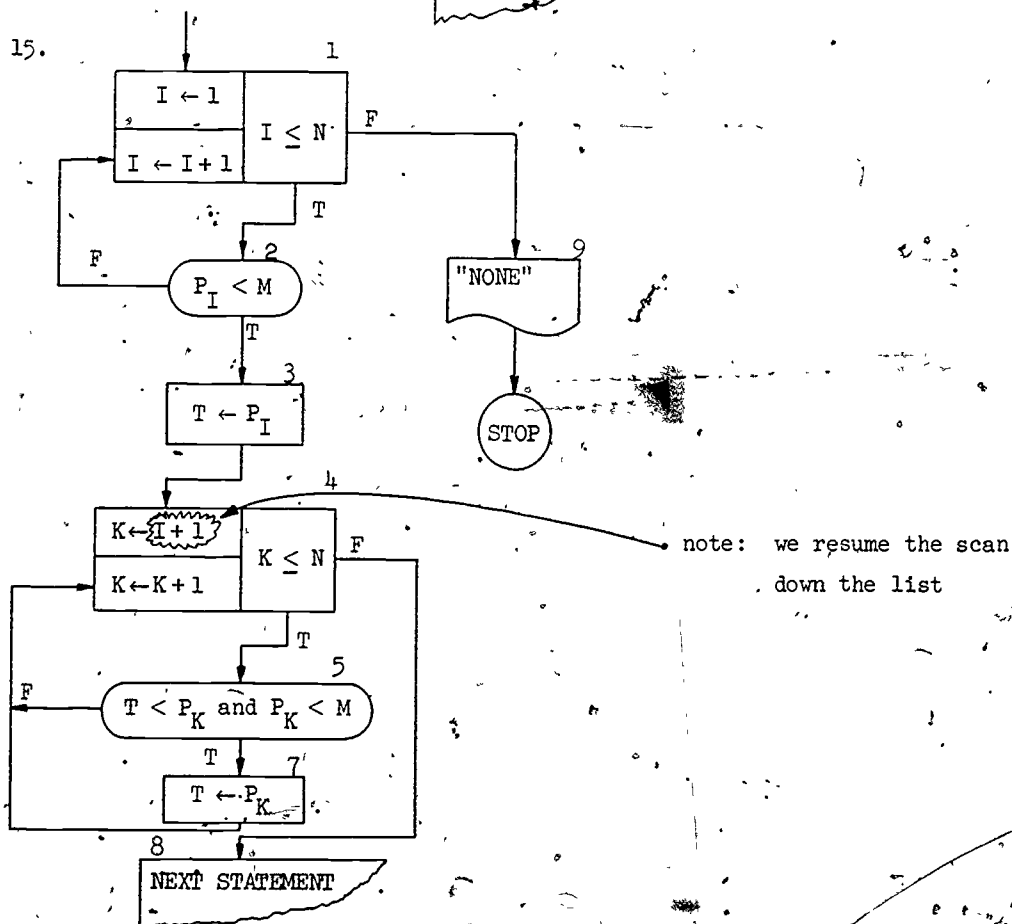 15.
1
I ← 1
I ← I+1
I ≤ N
F
T
2
P_I < M
F
T
9
"NONE"
STOP
3
T ← P_I
4
K←I+1
K←K+1
K ≤ N
F
T
note: we resume the scan
down the list
5
T < P_K and P_K < M
F
T
7
T ← P_K
8
NEXT STATEMENT